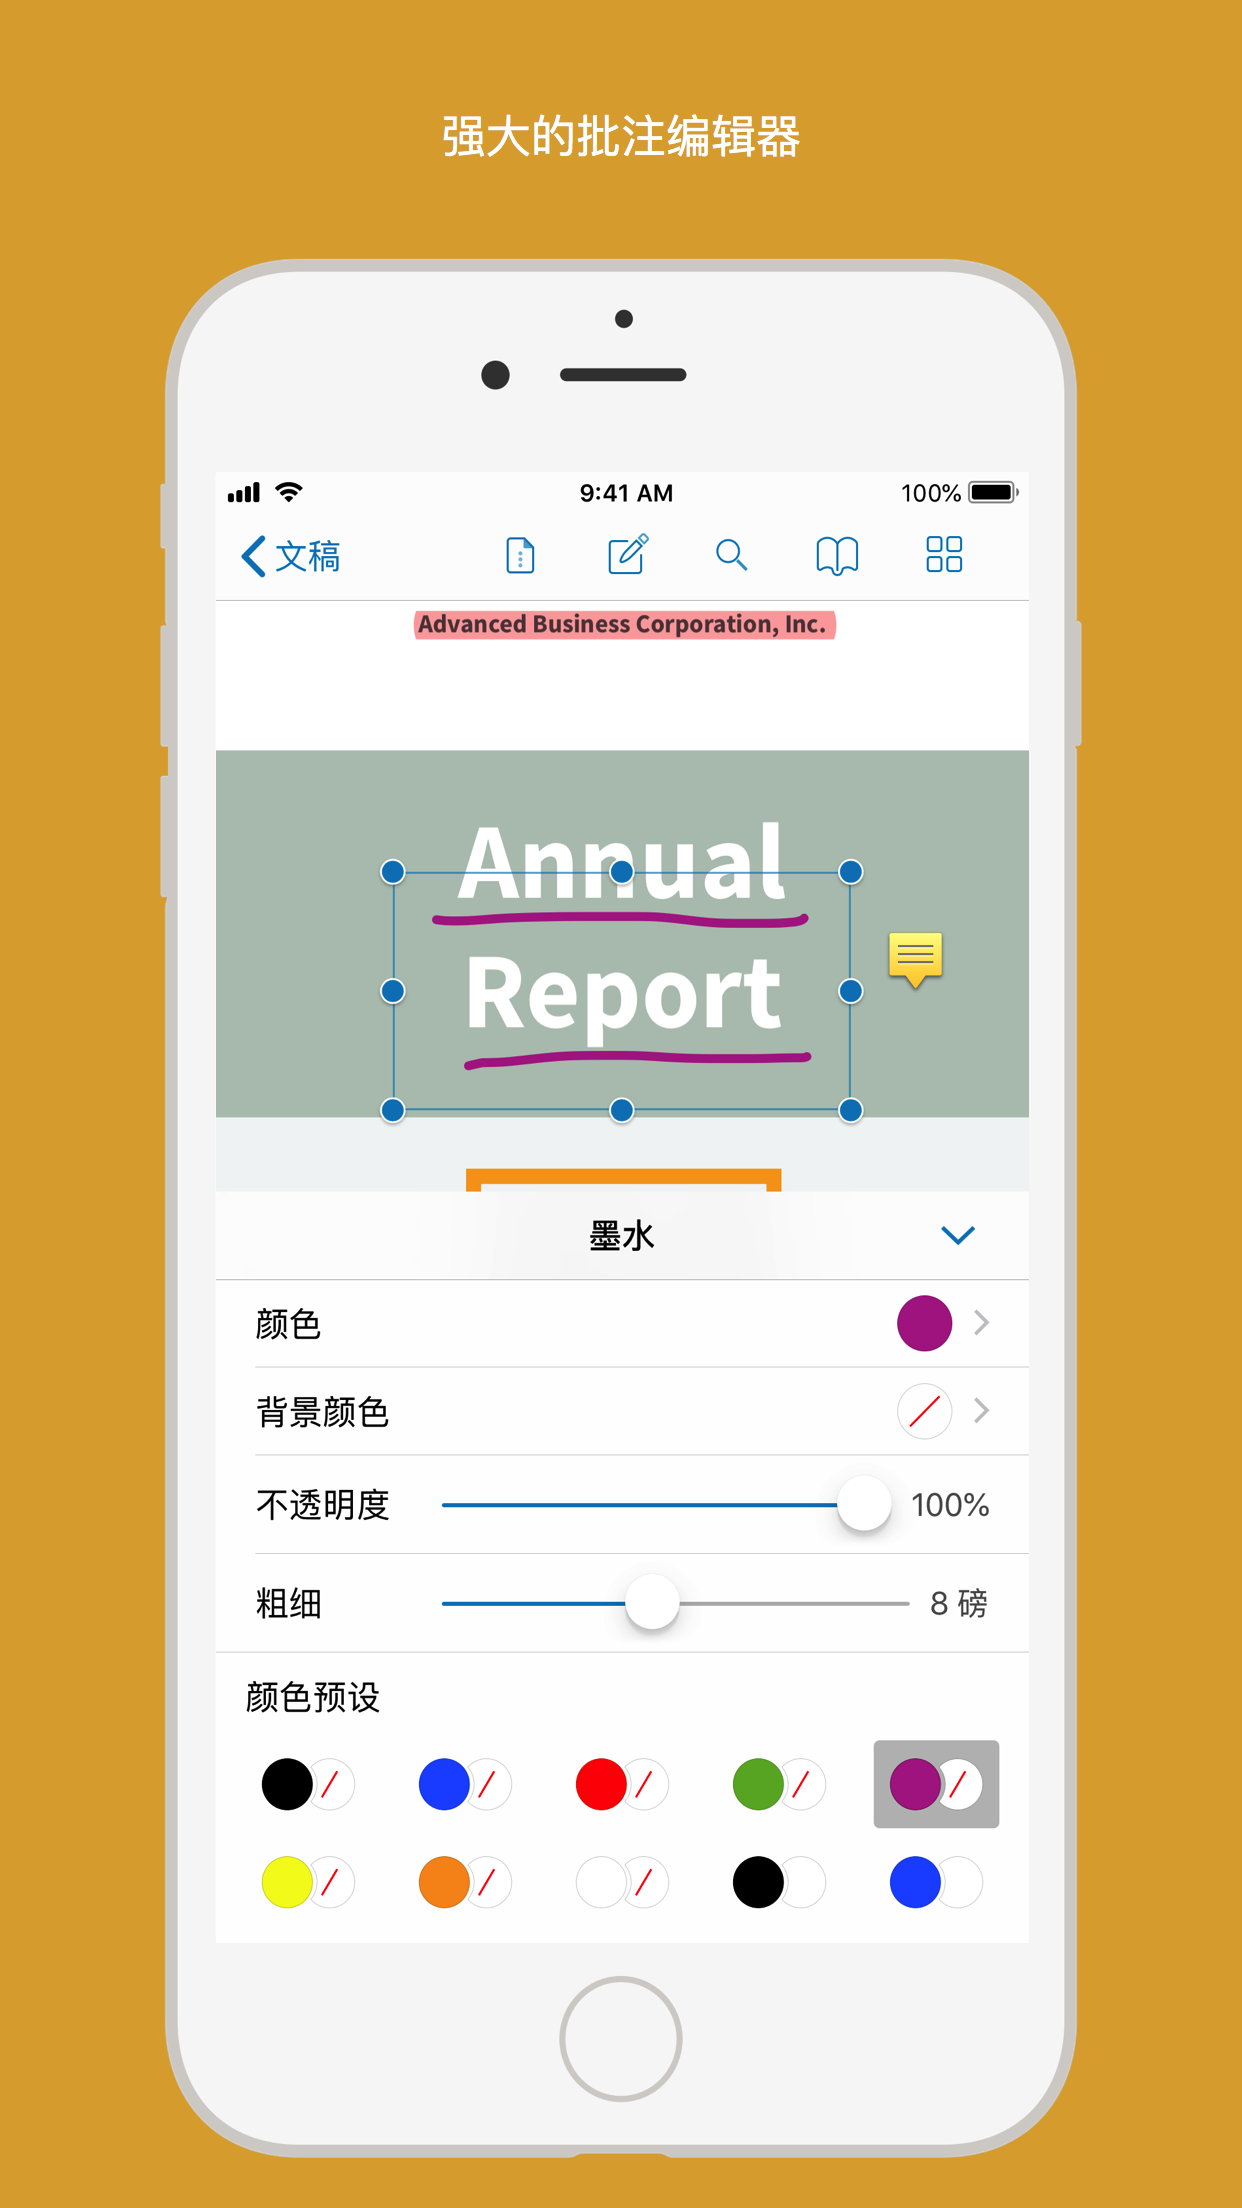 强大的批注编辑器
9:41 AM
100%
文稿
Advanced Business Corporation, Inc.
Annual
Report
墨水
颜色
背景颜色
不透明度
100%
粗细
8 磅
颜色预设